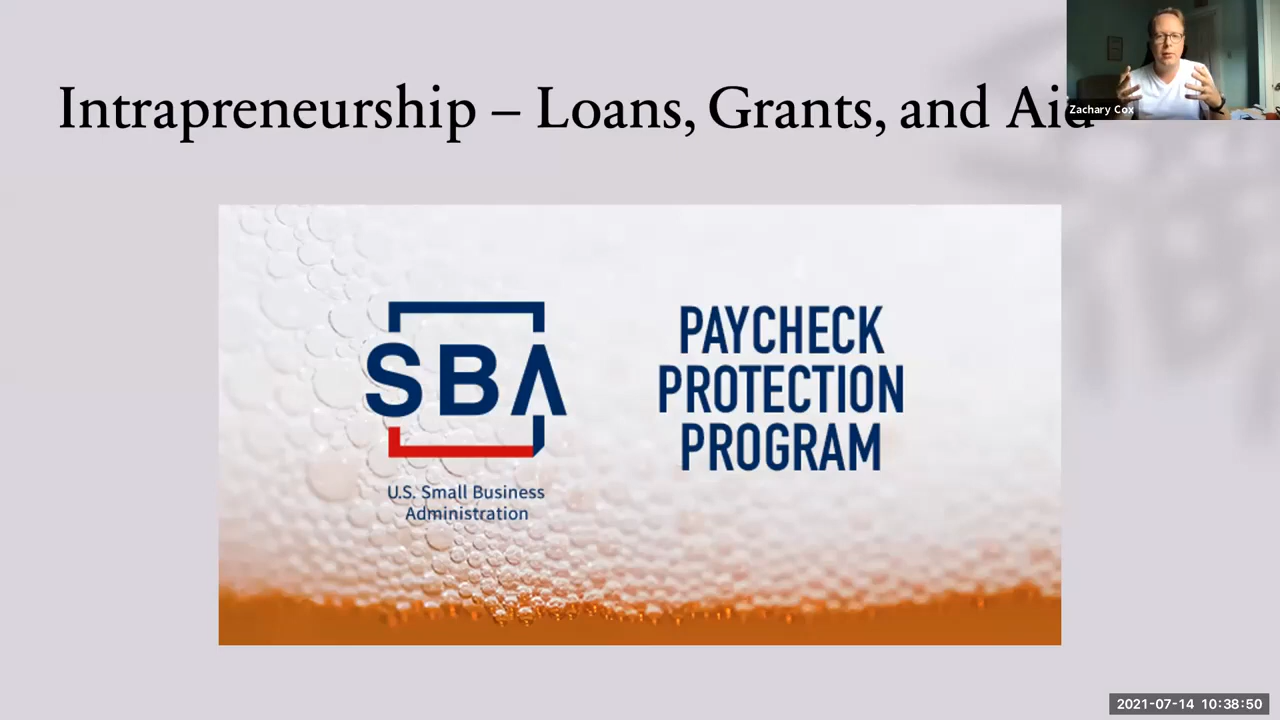 Intrapreneurship – Loans, Grants, and Aid
Zachary Cox
SBA
U.S. Small Business
Administration
PAYCHECK
PROTECTION
PROGRAM
2021-07-14 10:38:50